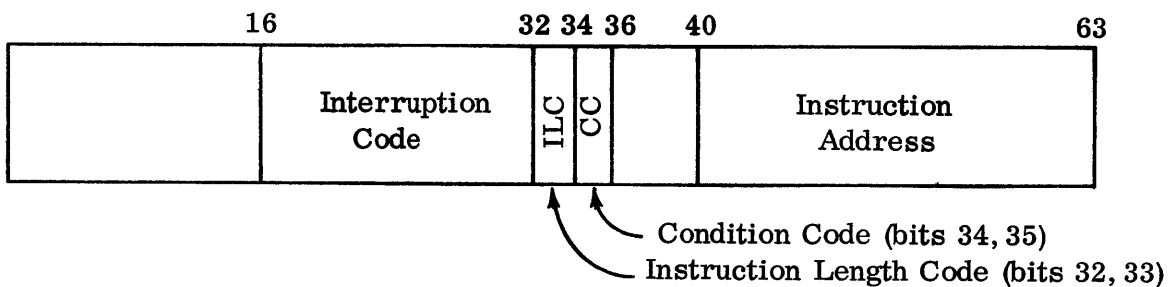 16 32 34 36 40 63
Interruption
Code
ILC
CC
Instruction
Address
Condition Code (bits 34, 35)
Instruction Length Code (bits 32, 33)